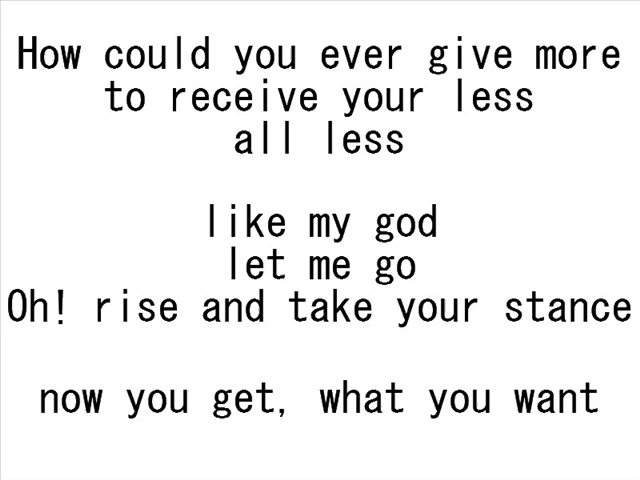 How could you ever give more
to receive your less
all less
like my god
let me go
Oh! rise and take your stance
now you get, what you want